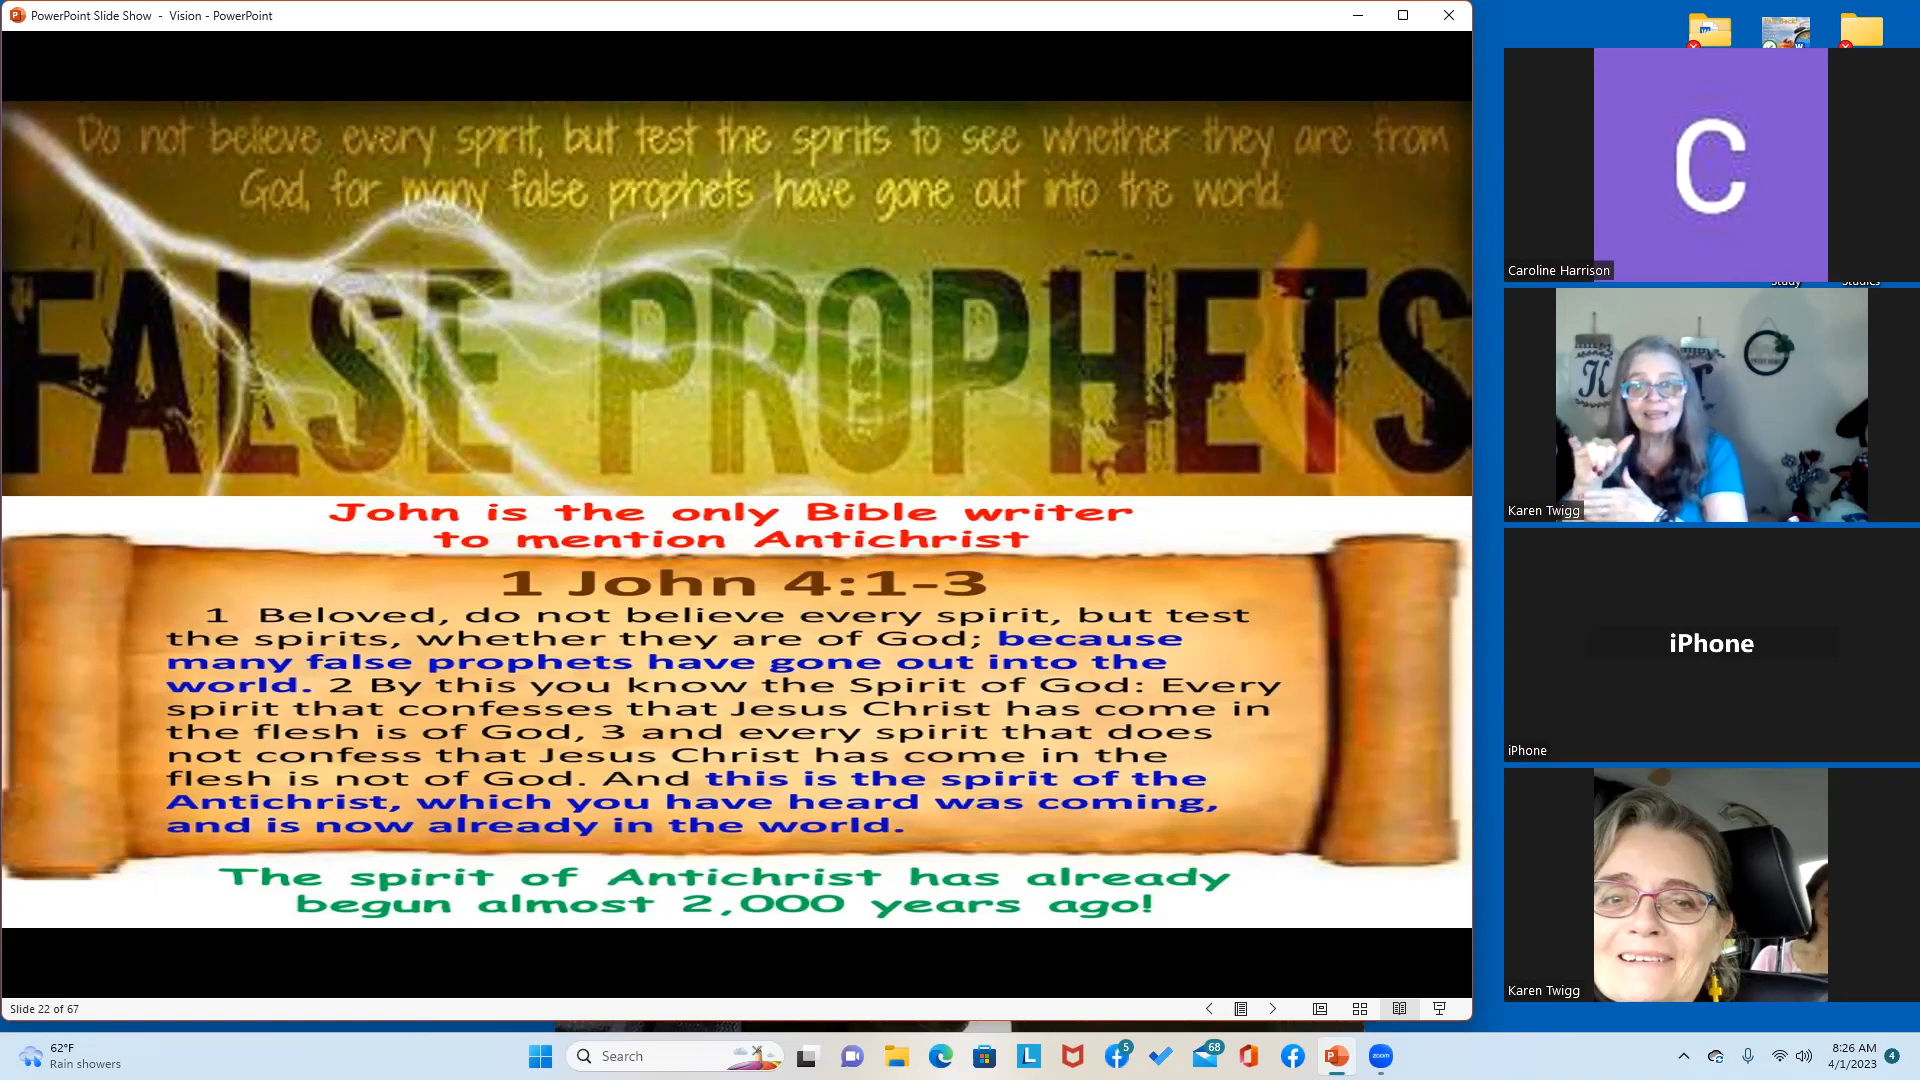 PowerPoint Slide Show - Vision - PowerPoint
Do not believe every spirit, but test the spirits to see whether they are from
God, for many false prophets have gone out into the world.
FALSE PROPHETS
John is the only Bible writer
to mention Antichrist
1 John 4:1-3
1 Beloved, do not believe every spirit, but test
the spirits, whether they are of God; because
many false prophets have gone out into the
world. 2 By this you know the Spirit of God: Every
spirit that confesses that Jesus Christ has come in
the flesh is of God, 3 and every spirit that does
not confess that Jesus Christ has come in the
flesh is not of God. And this is the spirit of the
Antichrist, which you have heard was coming,
and is now already in the world.
The spirit of Antichrist has already
begun almost 2,000 years ago!
Slide 22 of 67
C
Caroline Harrison
Study
Studies
K
Karen Twigg
iPhone
iPhone
Karen Twigg
62°F
Rain showers
Search
L
5
68
P
zoom
8:26 AM
4/1/2023
4